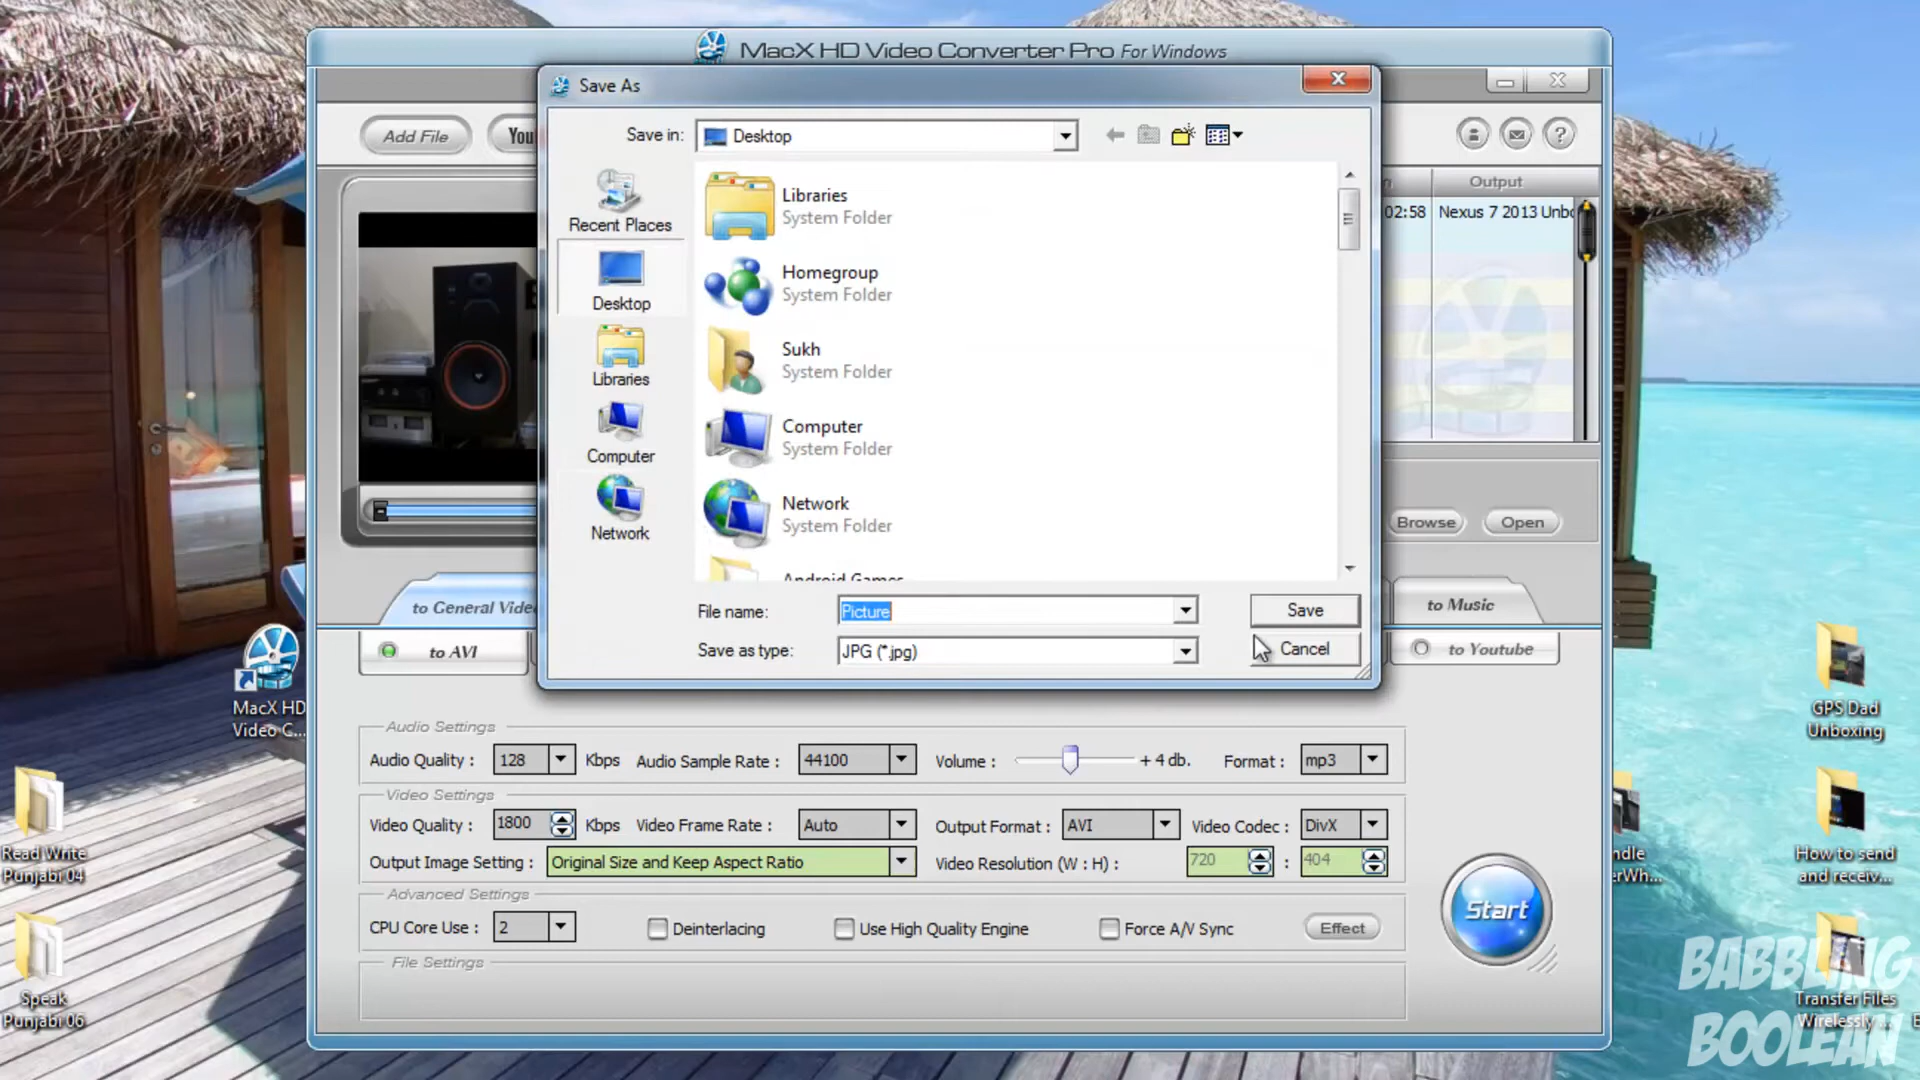 MacX HD Video Converter Pro For Windows
Save As
Add File
You
Save in:
Desktop
Output
02:58
Nexus 7 2013 Unbo
Recent Places
Desktop
Libraries
Computer
Network
Libraries
System Folder
Homegroup
System Folder
Sukh
System Folder
Computer
System Folder
Network
System Folder
Android Games
File name:
Picture
Save
Save as type:
JPG (*.jpg)
Cancel
Browse
Open
to General Vide
to Music
to AVI
to Youtube
Audio Settings
Audio Quality :
128
Kbps
Audio Sample Rate :
44100
Volume :
+ 4 db.
Format :
mp3
Video Settings
Video Quality :
1800
Kbps
Video Frame Rate :
Auto
Output Format :
AVI
Video Codec :
DivX
Output Image Setting :
Original Size and Keep Aspect Ratio
Video Resolution (W : H) :
720
:
404
Advanced Settings
CPU Core Use :
2
Deinterlacing
Use High Quality Engine
Force A/V Sync
Effect
Start
File Settings
MacX HD
Video C...
Read Write
Punjabi 04
Speak
Punjabi 06
GPS Dad
Unboxing
ndle
erWh...
How to send
and receiv...
Transfer Files
Wirelessly ...
BABBLING
BOOLEAN